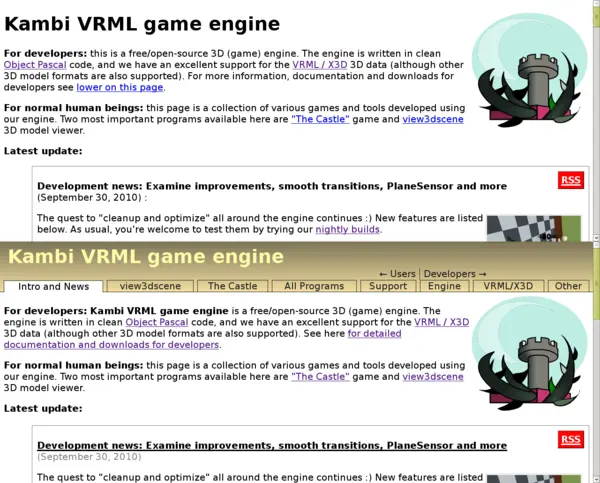 Kambi VRML game engine
For developers: this is a free/open-source 3D (game) engine. The engine is written in clean
Object Pascal code, and we have an excellent support for the VRML / X3D 3D data (although other
3D model formats are also supported). For more information, documentation and downloads for
developers see lower on this page.
For normal human beings: this page is a collection of various games and tools developed using
our engine. Two most important programs available here are "The Castle" game and view3dscene
3D model viewer.
Latest update:
RSS
Development news: Examine improvements, smooth transitions, PlaneSensor and more
(September 30, 2010) :
The quest to "cleanup and optimize" all around the engine continues :) New features are listed
below. As usual, you're welcome to test them by trying our nightly builds.
Kambi VRML game engine
← Users Developers →
Intro and News view3dscene The Castle All Programs Support Engine VRML/X3D Other
For developers: Kambi VRML game engine is a free/open-source 3D (game) engine. The
engine is written in clean Object Pascal code, and we have an excellent support for the VRML / X3D
3D data (although other 3D model formats are also supported). See here for detailed
documentation and downloads for developers.
For normal human beings: this page is a collection of various games and tools developed using
our engine. Two most important programs available here are "The Castle" game and view3dscene
3D model viewer.
Latest update:
RSS
Development news: Examine improvements, smooth transitions, PlaneSensor and more
(September 30, 2010)
The quest to "cleanup and optimize" all around the engine continues :) New features are listed